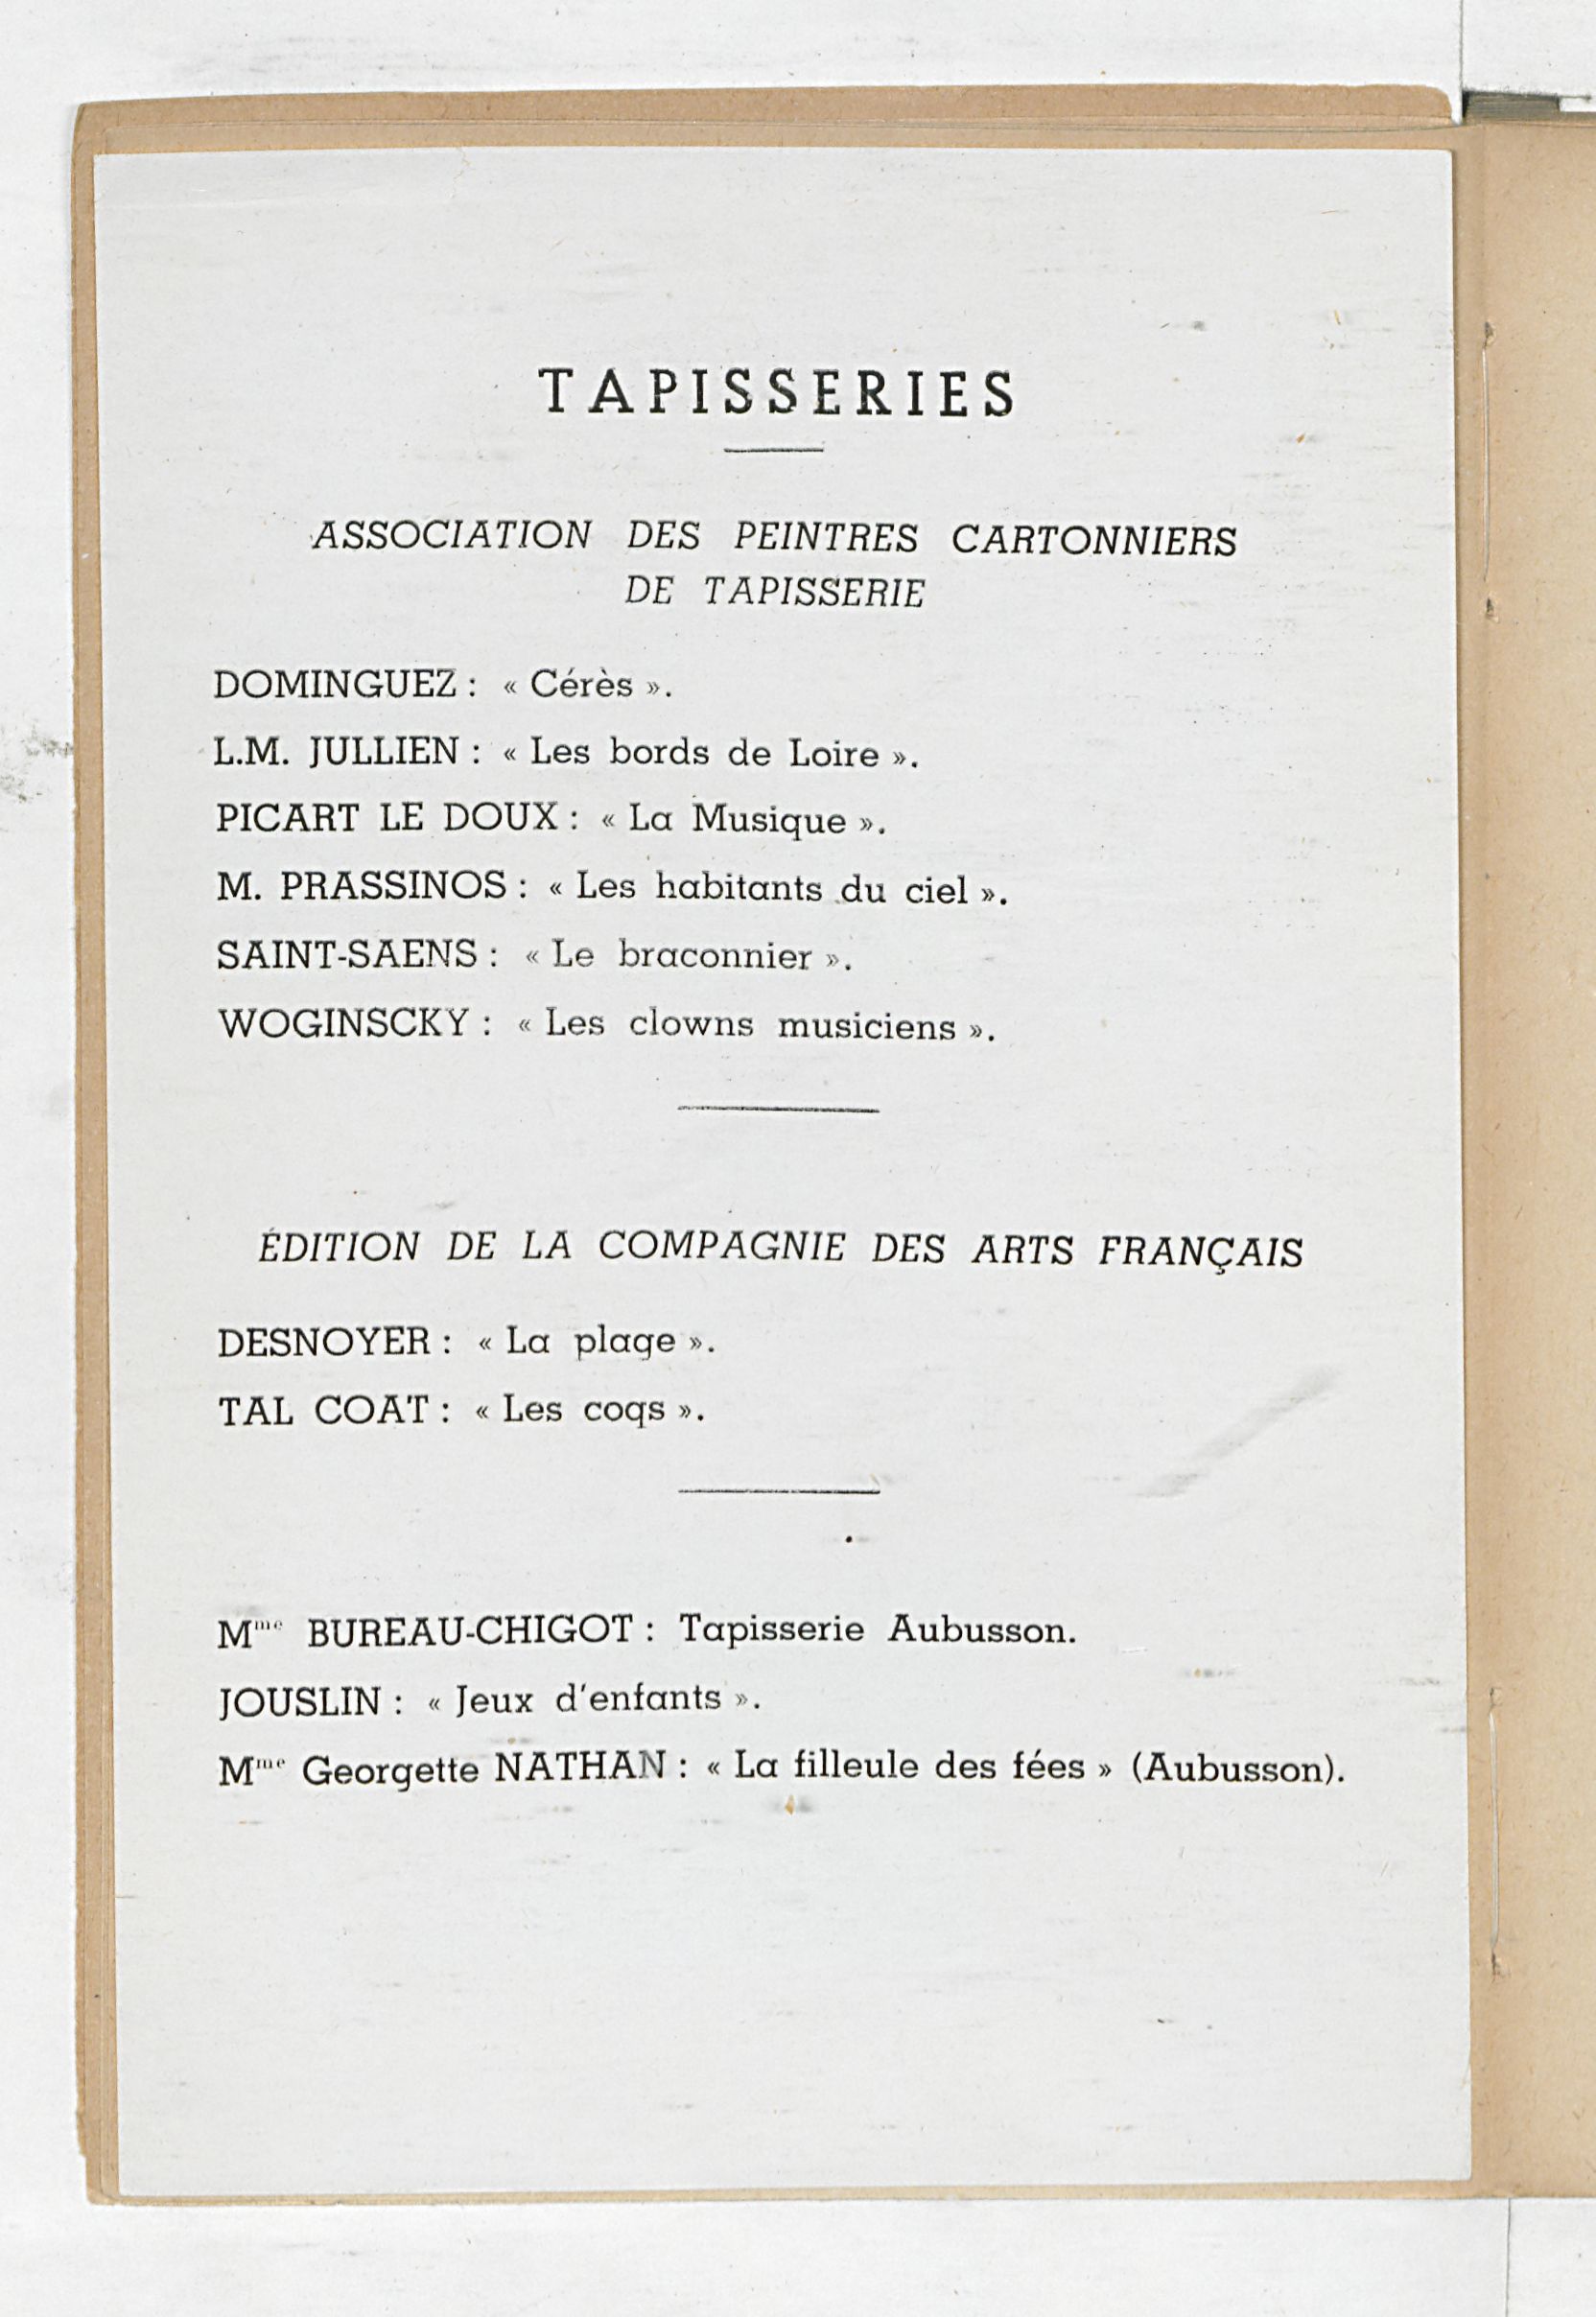 TAPISSERIES
ASSOCIATION DES PEINTRES CARTONNIERS
DE TAPISSERIE
DOMINGUEZ : « Cérès ».
L.M. JULLIEN : « Les bords de Loire ».
PICART LE DOUX : « La Musique ».
M. PRASSINOS : « Les habitants du ciel ».
SAINT-SAENS : « Le braconnier ».
WOGINSCKY : « Les clowns musiciens ».
ÉDITION DE LA COMPAGNIE DES ARTS FRANÇAIS
DESNOYER : « La plage ».
TAL COAT : « Les coqs ».
Mme BUREAU-CHIGOT : Tapisserie Aubusson.
JOUSLIN : « Jeux d'enfants ».
Mme Georgette NATHAN : « La filleule des fées » (Aubusson).